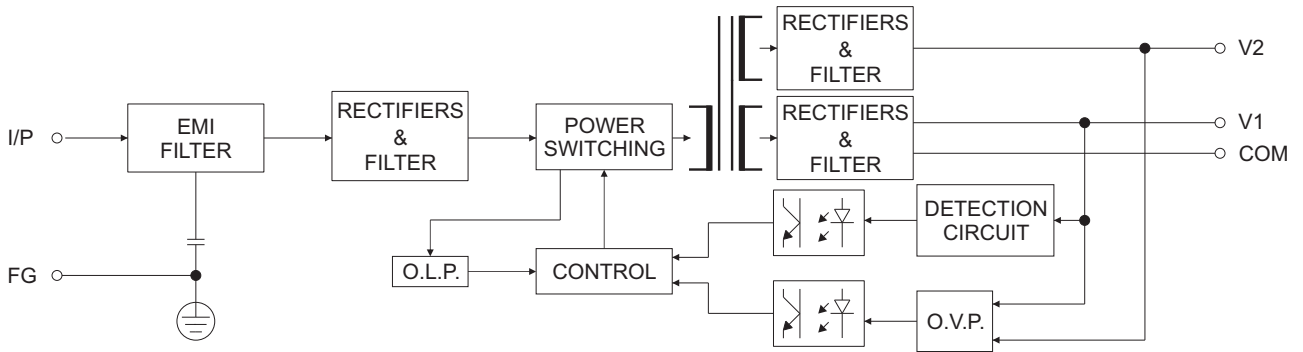 RECTIFIERS
&
FILTER
V2
I/P
EMI
FILTER
RECTIFIERS
&
FILTER
POWER
SWITCHING
RECTIFIERS
&
FILTER
V1
COM
DETECTION
CIRCUIT
FG
O.L.P.
CONTROL
O.V.P.